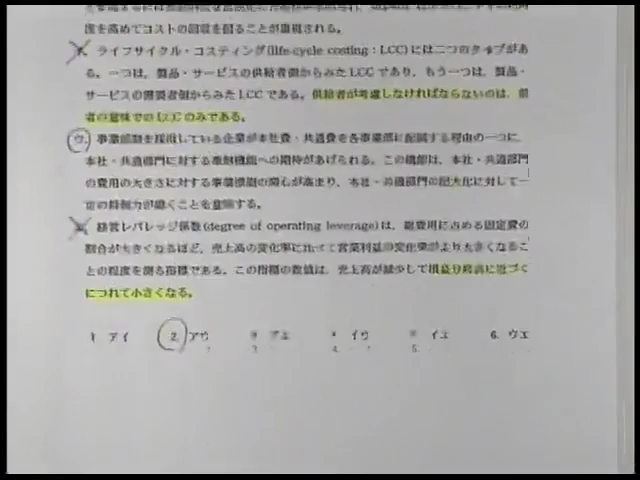 度を高めてコストの回収を図ることが重視される。
イ. ライフサイクル・コスティング(life-cycle costing：LCC)には二つのタイプがあ
る。一つは、製品・サービスの供給者側からみたLCCであり、もう一つは、製品・
サービスの需要者側からみたLCCである。供給者が考慮しなければならないのは、前
者の意味でのLCCのみである。
ウ. 事業部制を採用している企業が本社費・共通費を各事業部に配賦する理由の一つに、
本社・共通部門に対する牽制機能への期待があげられる。この機能は、本社・共通部門
の費用の大きさに対する事業部側の関心が高まり、本社・共通部門の肥大化に対して一
定の抑制力が働くことを意味する。
エ. 経営レバレッジ係数(degree of operating leverage)は、総費用に占める固定費の
割合が大きくなるほど、売上高の変化率に比べて営業利益の変化率がより大きくなるこ
との程度を測る指標である。この指標の数値は、売上高が減少して損益分岐点に近づく
につれて小さくなる。
1. アイ 2. アウ 3. アエ 4. イウ 5. イエ 6. ウエ